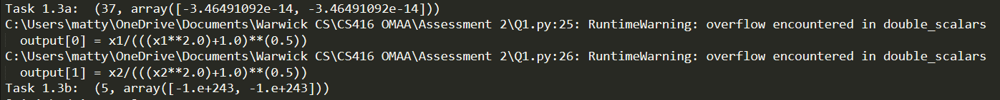 Task 1.3a:  (37, array([-3.46491092e-14, -3.46491092e-14]))
C:\Users\matty\OneDrive\Documents\Warwick CS\CS416 OMAA\Assessment 2\Q1.py:25: RuntimeWarning: overflow encountered in double_scalars
  output[0] = x1/(((x1**2.0)+1.0)**(0.5))
C:\Users\matty\OneDrive\Documents\Warwick CS\CS416 OMAA\Assessment 2\Q1.py:26: RuntimeWarning: overflow encountered in double_scalars
  output[1] = x2/(((x2**2.0)+1.0)**(0.5))
Task 1.3b:  (5, array([-1.e+243, -1.e+243]))